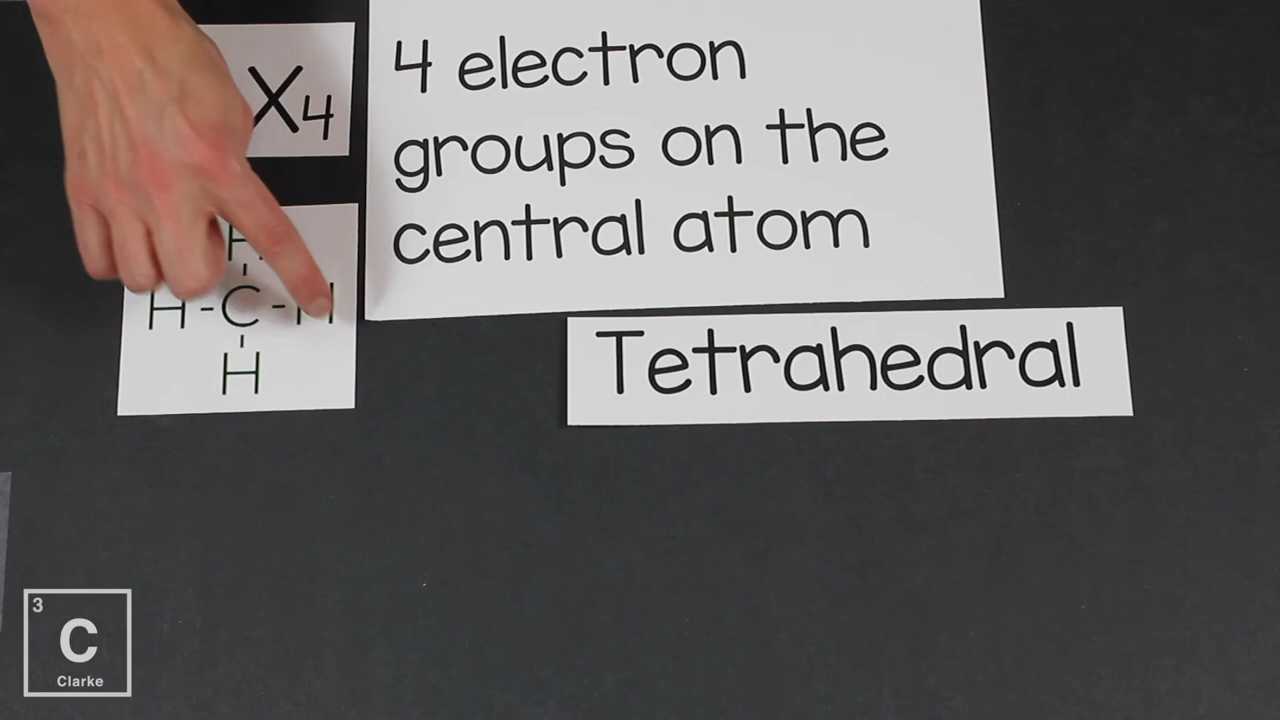 X4
4 electron
groups on the
central atom
H
H-C-H
H
Tetrahedral
3
C
Clarke